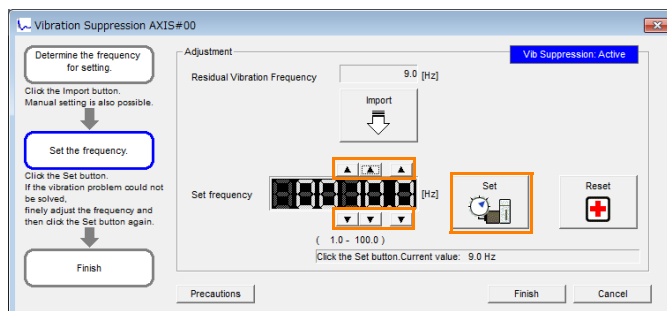 Vibration Suppression AXIS#00
Determine the frequency
for setting.
Click the Import button.
Manual setting is also possible.
Set the frequency.
Click the Set button.
If the vibration problem could not
be solved,
finely adjust the frequency and
then click the Set button again.
Finish
Adjustment
Vib Suppression: Active
Residual Vibration Frequency
9.0 [Hz]
Import
Set frequency
[Hz]
Set
Reset
( 1.0 - 100.0 )
Click the Set button.Current value: 9.0 Hz
Precautions
Finish
Cancel